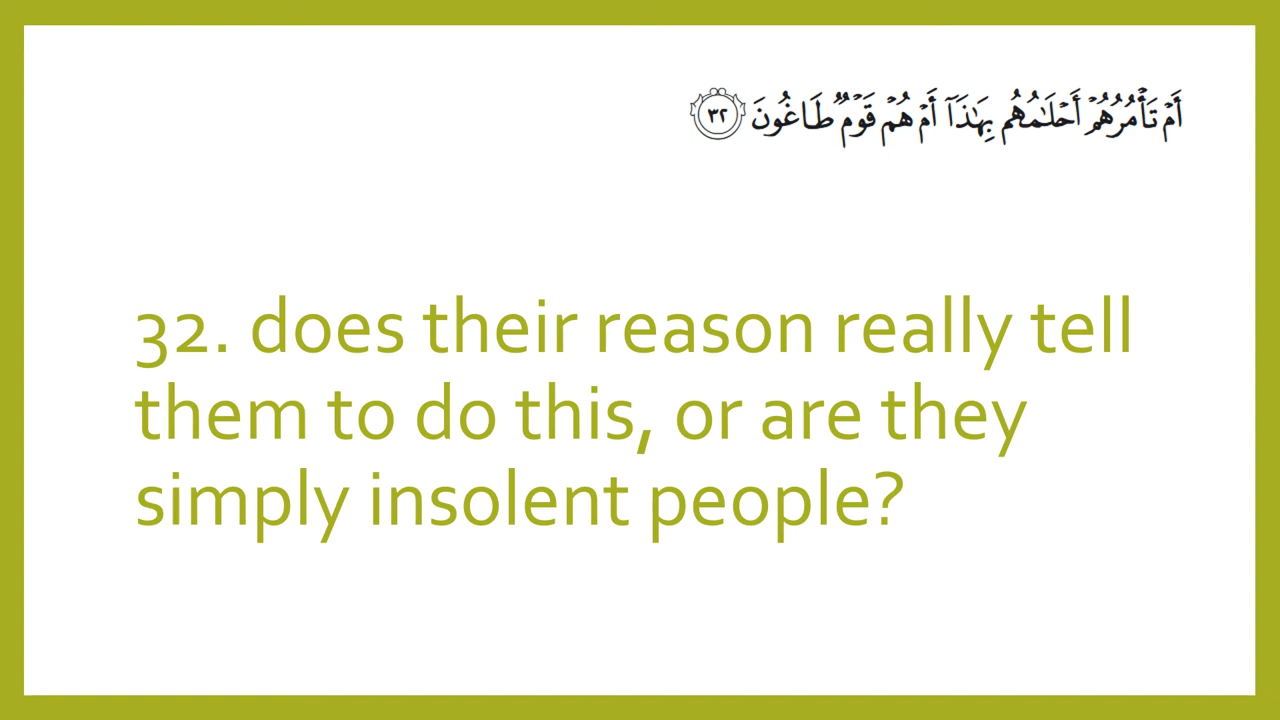 أَمْ تَأْمُرُهُمْ أَحْلَـٰمُهُم بِهَـٰذَآ أَمْ هُمْ قَوْمٌ طَاغُونَ ٣٢
32. does their reason really tell
them to do this, or are they
simply insolent people?